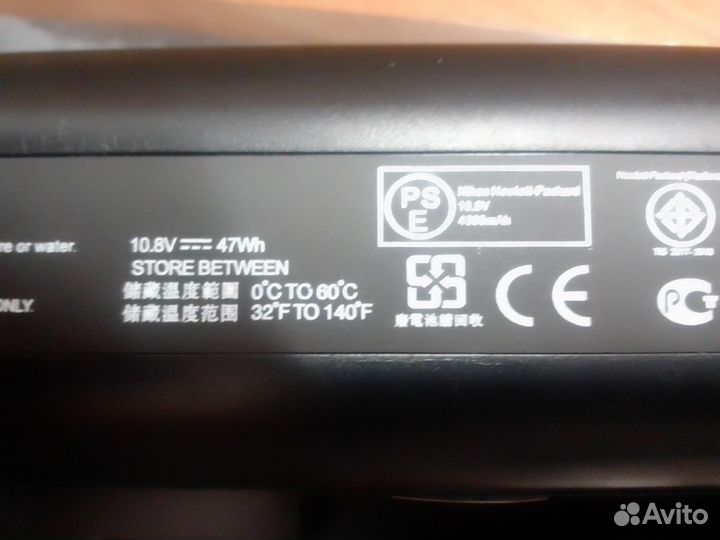 re or water.
ONLY.
10.8V 47Wh
STORE BETWEEN
儲藏溫度範圍 0°C TO 60°C
储藏温度范围 32°F TO 140°F
PS
E
Nihon Hewlett-Packard
10.8V
4300mAh
廢電池請回收
CE
PCT
Avito